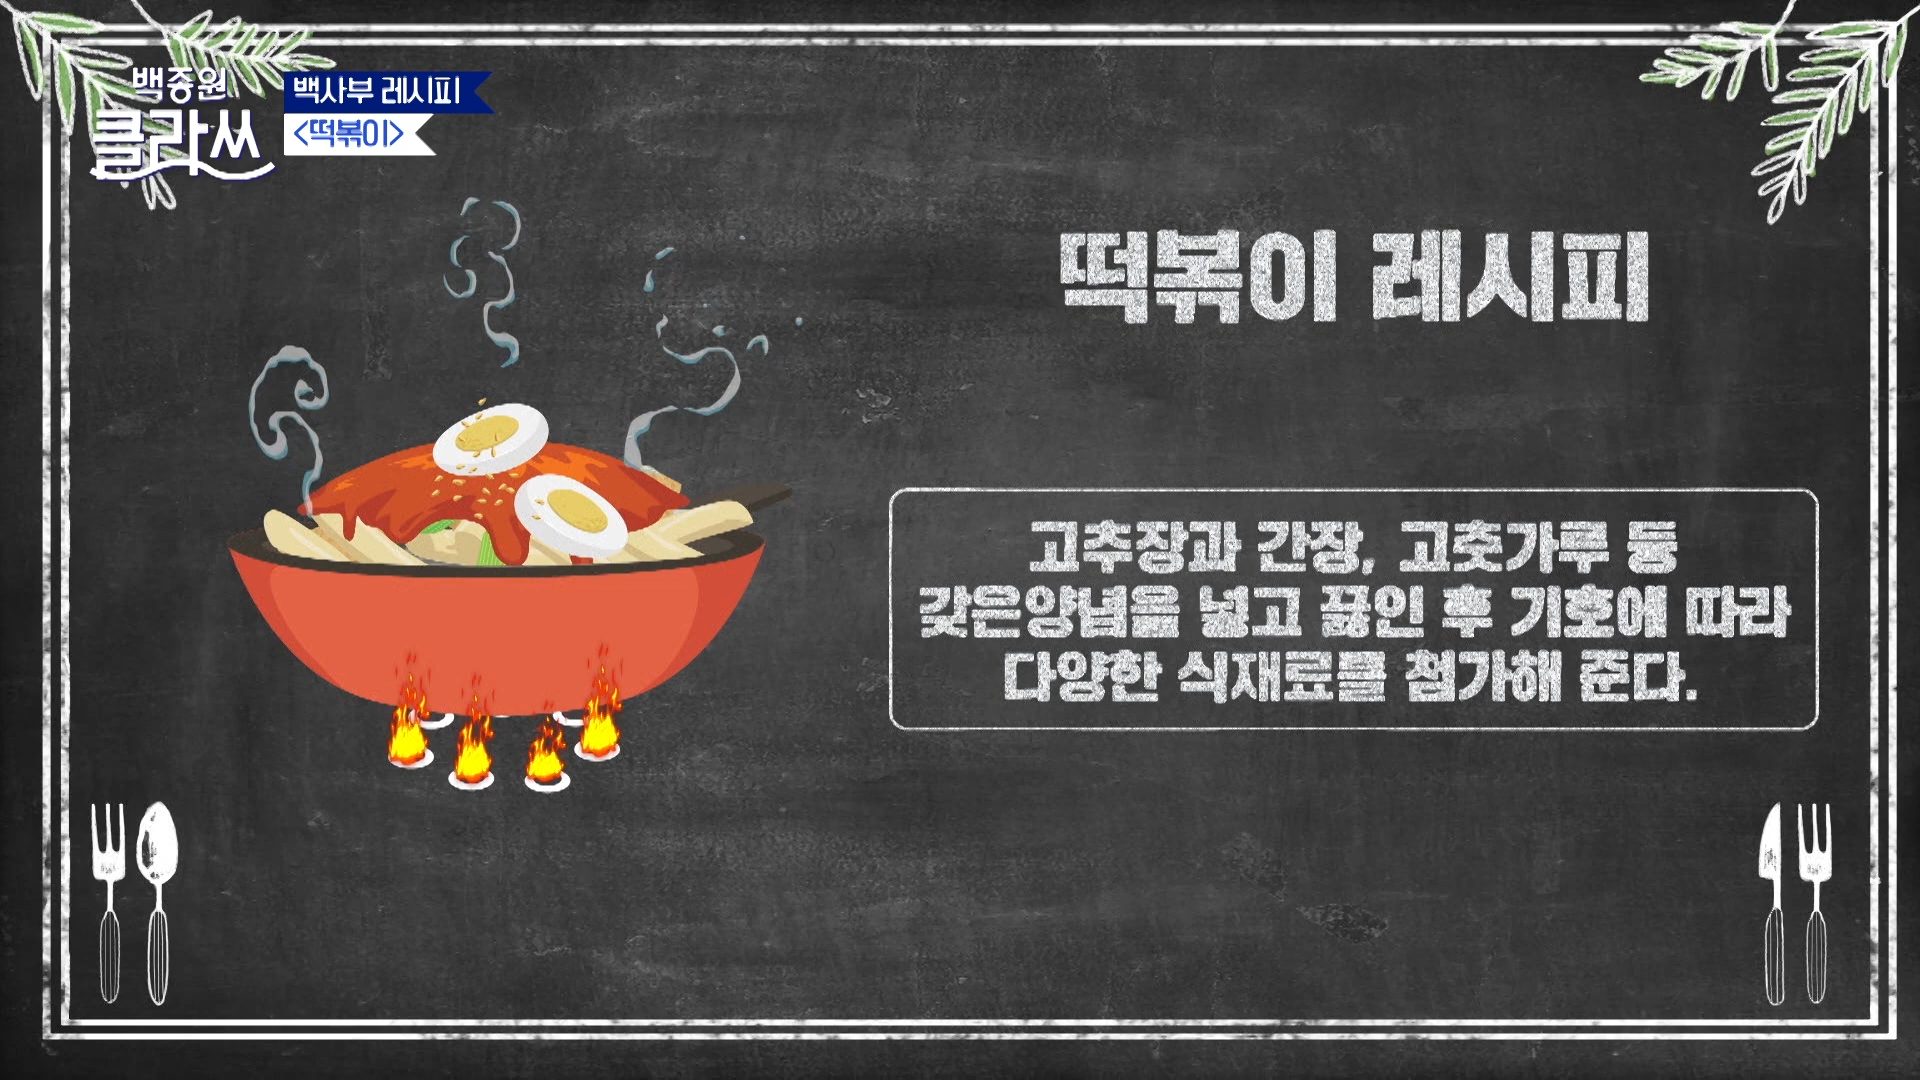 백종원
클라쓰
백사부 레시피
<떡볶이>
떡볶이 레시피
고추장과 간장, 고춧가루 등
갖은양념을 넣고 끓인 후 기호에 따라
다양한 식재료를 첨가해 준다.